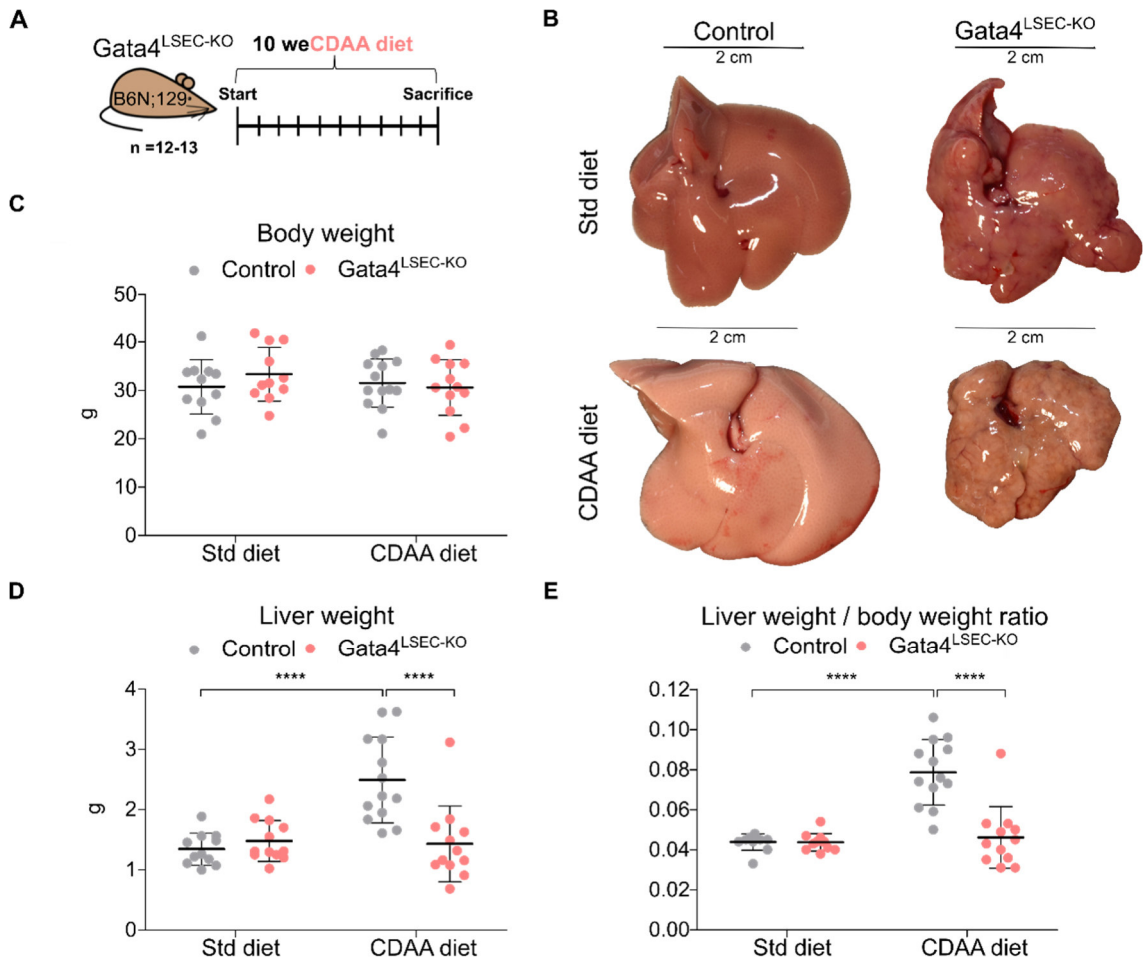 A
Gata4LSEC-KO
10 weCDAA diet
B6N;129
Start
Sacrifice
n =12-13
B
Control
Gata4LSEC-KO
2 cm
2 cm
Std diet
2 cm
2 cm
CDAA diet
C
Body weight
Control Gata4LSEC-KO
50
40
30
20
10
0
g
Std diet
CDAA diet
D
Liver weight
Control Gata4LSEC-KO
**** ****
4
3
2
1
0
g
Std diet
CDAA diet
E
Liver weight / body weight ratio
Control Gata4LSEC-KO
**** ****
0.12
0.10
0.08
0.06
0.04
0.02
0.00
Std diet
CDAA diet